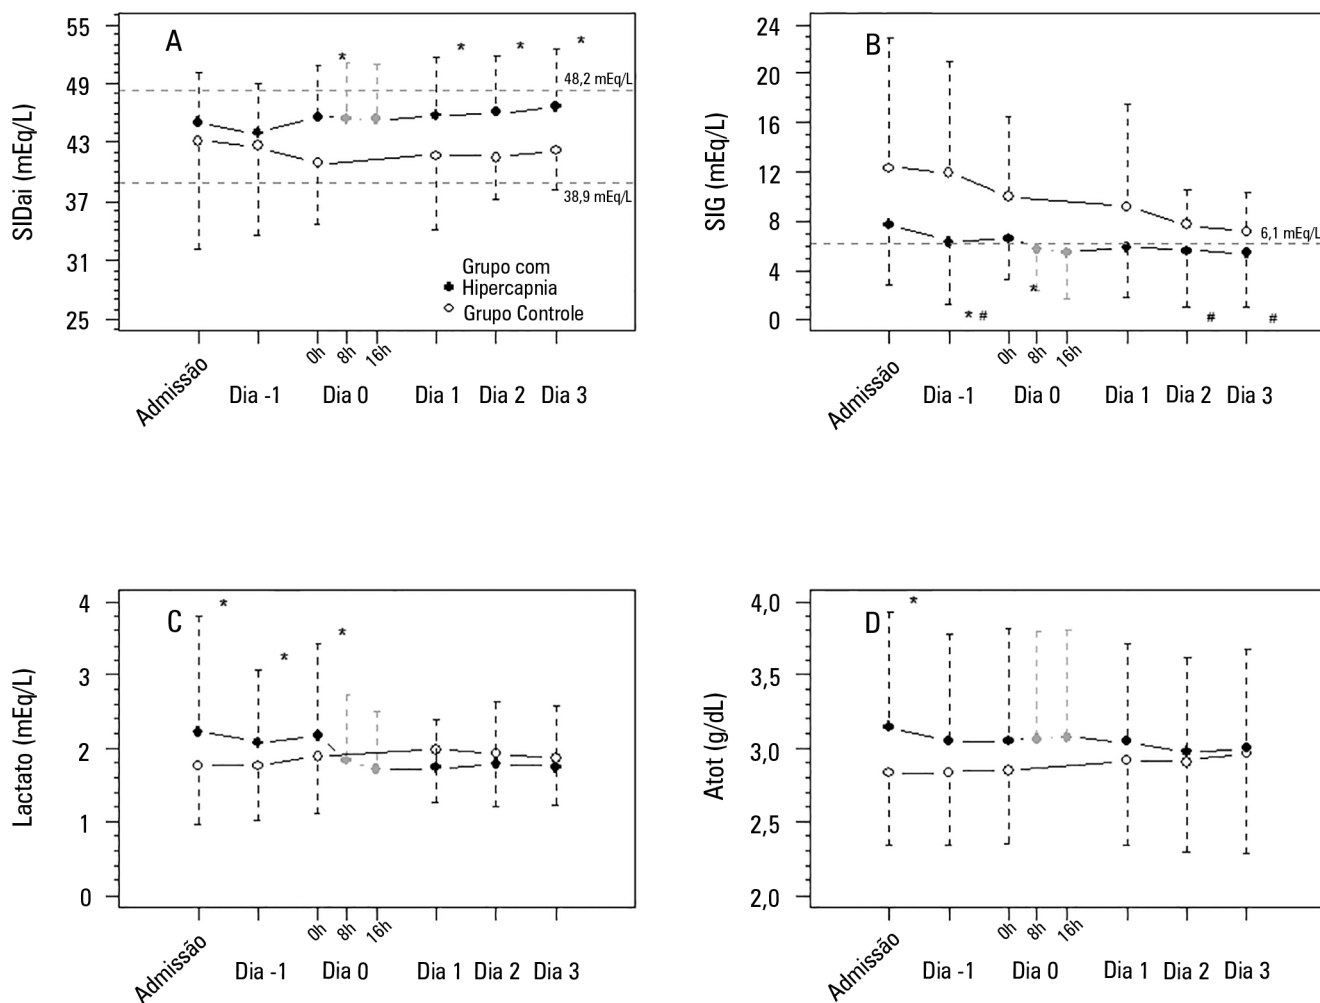 A
SIDai (mEq/L)
55
49
43
37
31
25
*
*
*
*
48,2 mEq/L
38,9 mEq/L
Grupo com
Hipercapnia
Grupo Controle
Admissão
Dia -1
0h
8h
16h
Dia 0
Dia 1
Dia 2
Dia 3
B
SIG (mEq/L)
24
20
16
12
8
4
0
6,1 mEq/L
* #
*
#
#
Admissão
Dia -1
0h
8h
16h
Dia 0
Dia 1
Dia 2
Dia 3
C
Lactato (mEq/L)
4
3
2
1
0
*
*
*
Admissão
Dia -1
0h
8h
16h
Dia 0
Dia 1
Dia 2
Dia 3
D
Atot (g/dL)
4,0
3,5
3,0
2,5
2,0
*
Admissão
Dia -1
0h
8h
16h
Dia 0
Dia 1
Dia 2
Dia 3